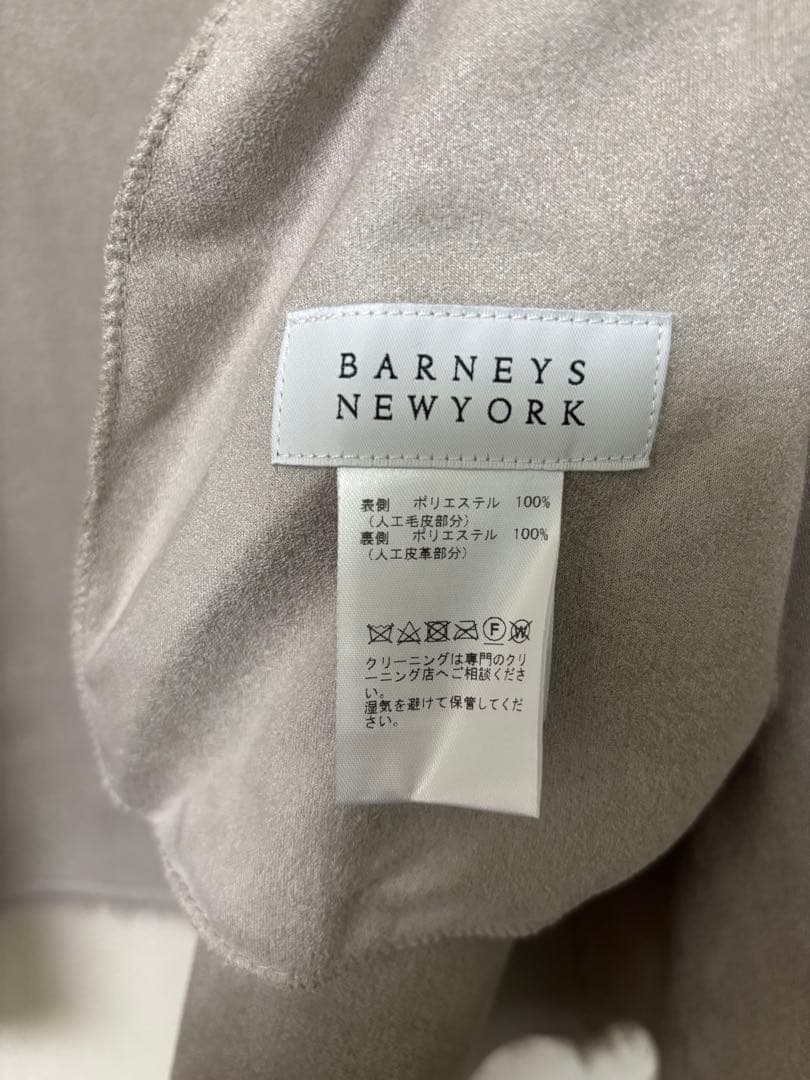 BARNEYS
NEWYORK
表側 ポリエステル 100%
（人工毛皮部分）
裏側 ポリエステル 100%
（人工皮革部分）
F W
クリーニングは専門のクリ
ーニング店へご相談くださ
い。
湿気を避けて保管してくだ
さい。